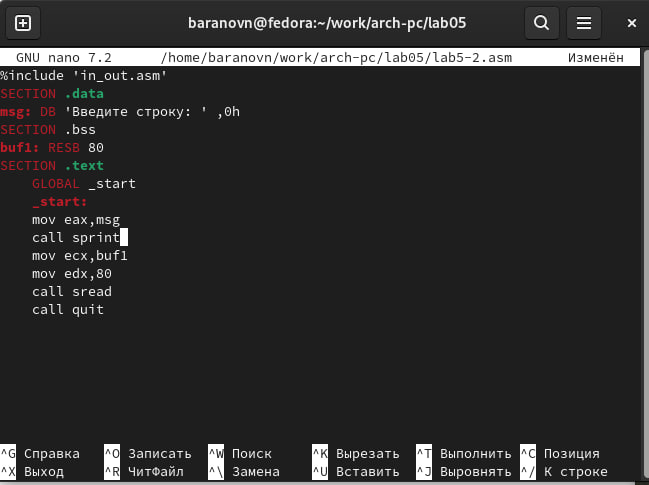 baranovn@fedora:~/work/arch-pc/lab05
GNU nano 7.2 /home/baranovn/work/arch-pc/lab05/lab5-2.asm Изменён
%include 'in_out.asm'
SECTION .data
msg: DB 'Введите строку: ' ,0h
SECTION .bss
buf1: RESB 80
SECTION .text
GLOBAL _start
_start:
mov eax,msg
call sprint
mov ecx,buf1
mov edx,80
call sread
call quit
^G Справка ^O Записать ^W Поиск ^K Вырезать ^T Выполнить ^C Позиция
^X Выход ^R ЧитФайл ^\ Замена ^U Вставить ^J Выровнять ^/ К строке